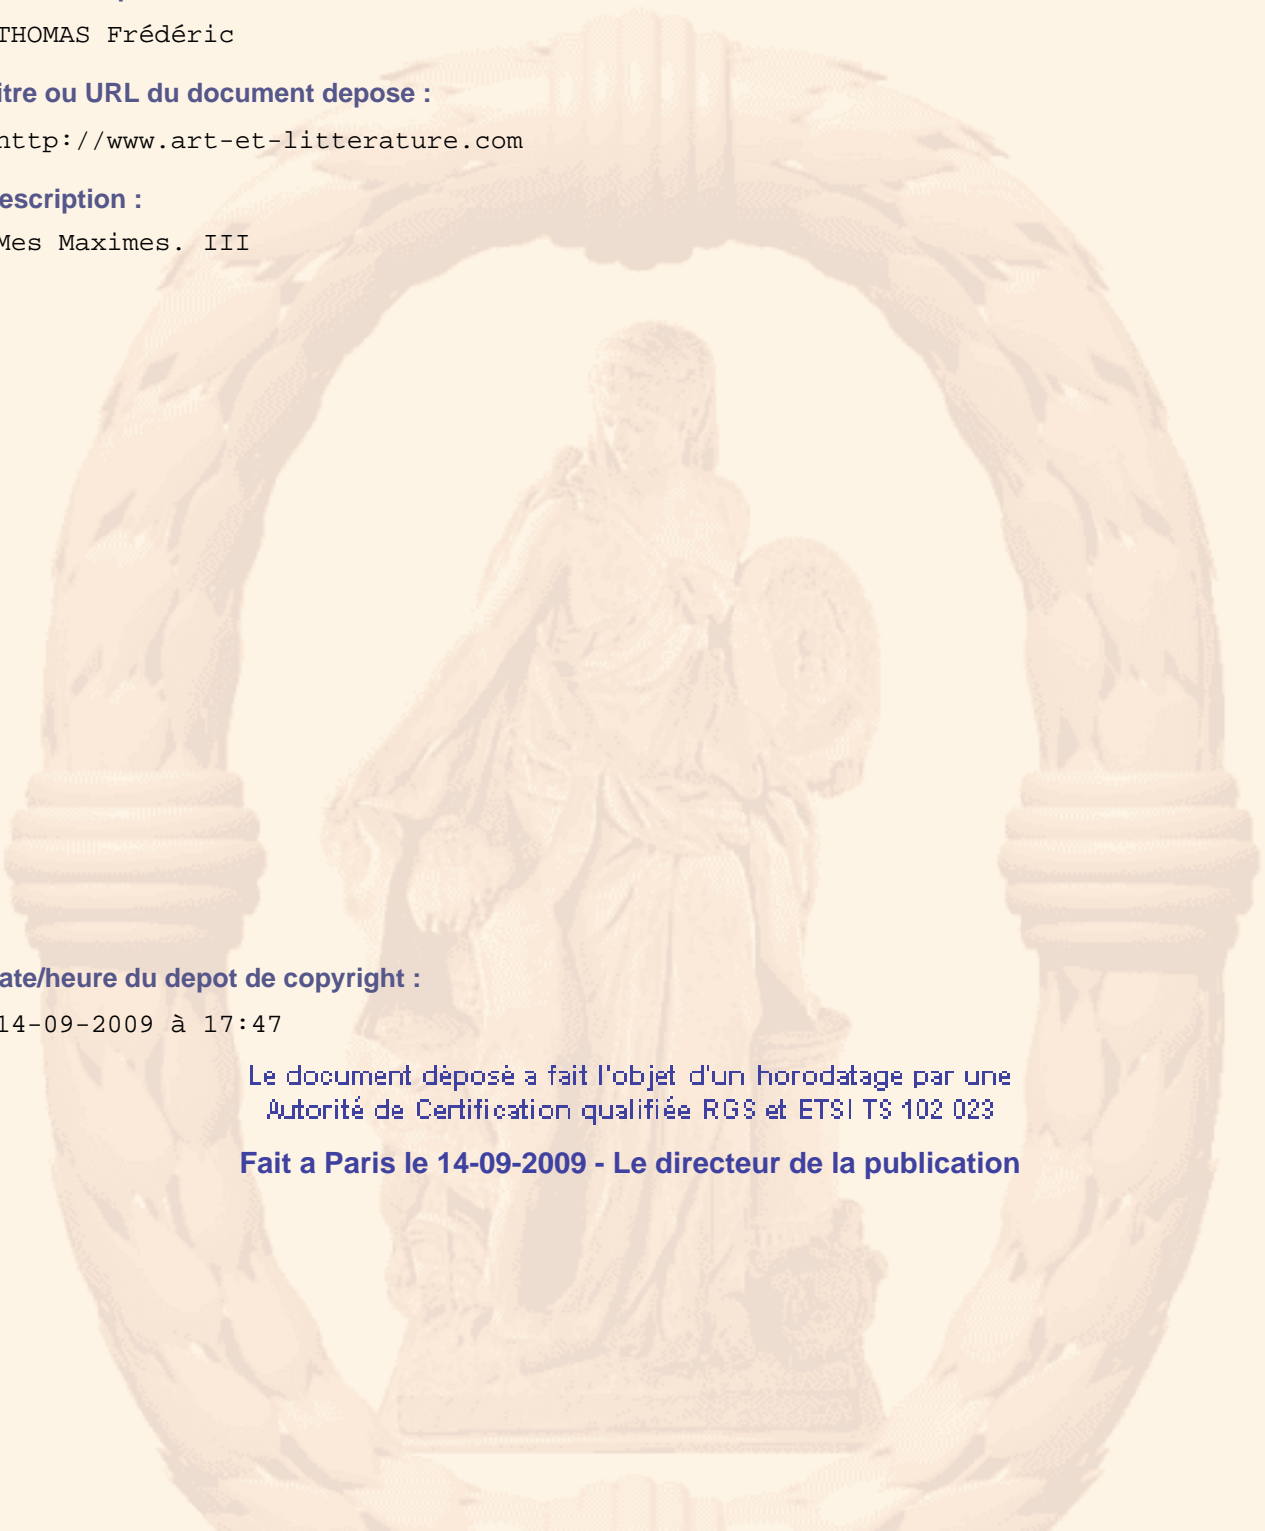 THOMAS Frédéric
itre ou URL du document depose :
http://www.art-et-litterature.com
escription :
Mes Maximes. III
ate/heure du depot de copyright :
14-09-2009 à 17:47
Le document déposè a fait l'objet d'un horodatage par une
Autorité de Certification qualifiée RGS et ETSI TS 102 023
Fait a Paris le 14-09-2009 - Le directeur de la publication